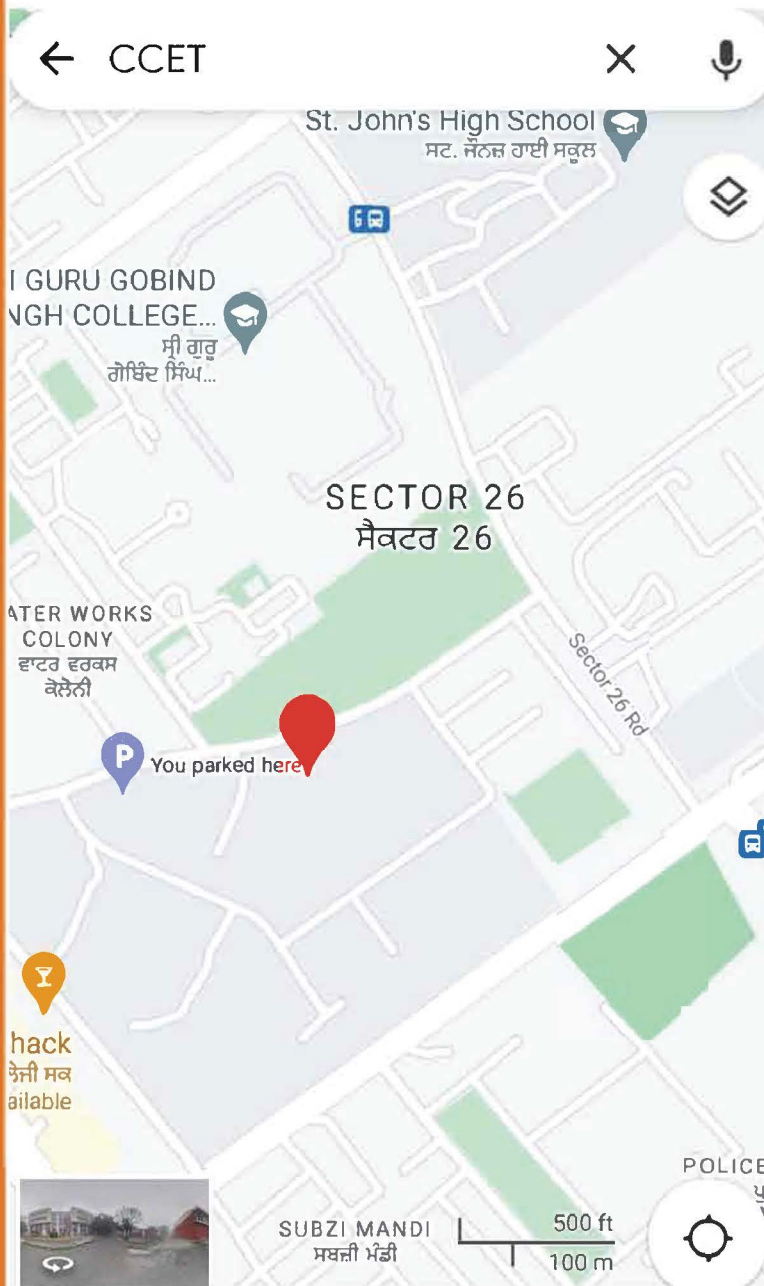 CCET
St. John's High School
ਸਟ. ਜੌਨਜ਼ ਹਾਈ ਸਕੂਲ
I GURU GOBIND
NGH COLLEGE...
ਸ੍ਰੀ ਗੁਰੂ
ਗੋਬਿੰਦ ਸਿੰਘ...
SECTOR 26
ਸੈਕਟਰ 26
ATER WORKS
COLONY
ਵਾਟਰ ਵਰਕਸ
ਕੋਲੋਨੀ
Sector 26 Rd
P
You parked here
hack
ੇਜੀ ਸਕ
ailable
POLICE
SUBZI MANDI
ਸਬਜ਼ੀ ਮੰਡੀ
500 ft
100 m